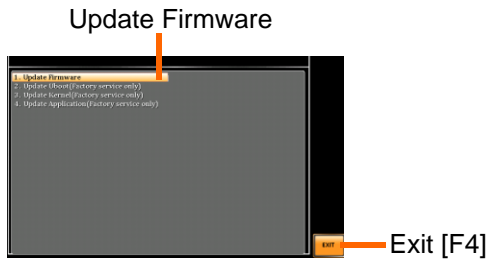 Update Firmware
1. Update Firmware
2. Update Uboot(Factory service only)
3. Update Kernel(Factory service only)
4. Update Application(Factory service only)
EXIT
Exit [F4]